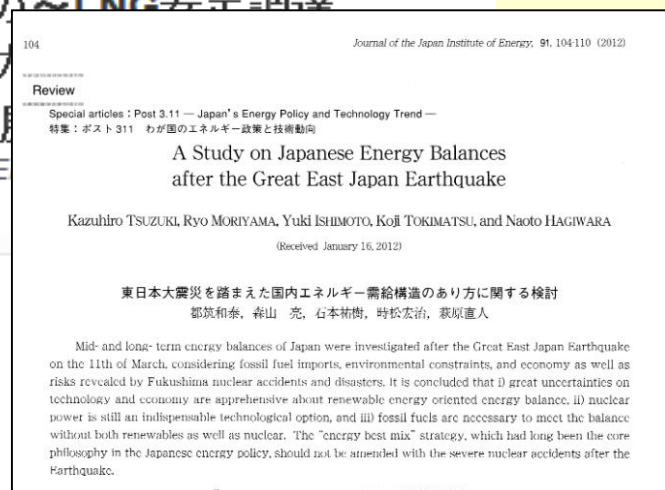 LNG安定調達
104
Journal of the Japan Institute of Energy, 91, 104-110 (2012)
Review
Special articles : Post 3.11 — Japan's Energy Policy and Technology Trend —
特集：ポスト311 わが国のエネルギー政策と技術動向
A Study on Japanese Energy Balances
after the Great East Japan Earthquake
Kazuhiro TSUZUKI, Ryo MORIYAMA, Yuki ISHIMOTO, Koji TOKIMATSU, and Naoto HAGIWARA
(Received January 16, 2012)
東日本大震災を踏まえた国内エネルギー需給構造のあり方に関する検討
都筑和泰，森山 亮，石本祐樹，時松宏治，萩原直人
Mid- and long- term energy balances of Japan were investigated after the Great East Japan Earthquake
on the 11th of March, considering fossil fuel imports, environmental constraints, and economy as well as
risks revealed by Fukushima nuclear accidents and disasters. It is concluded that i) great uncertainties on
technology and economy are apprehensive about renewable energy oriented energy balance, ii) nuclear
power is still an indispensable technological option, and iii) fossil fuels are necessary to meet the balance
without both renewables as well as nuclear. The "energy best mix" strategy, which had long been the core
philosophy in the Japanese energy policy, should not be amended with the severe nuclear accidents after the
Earthquake.